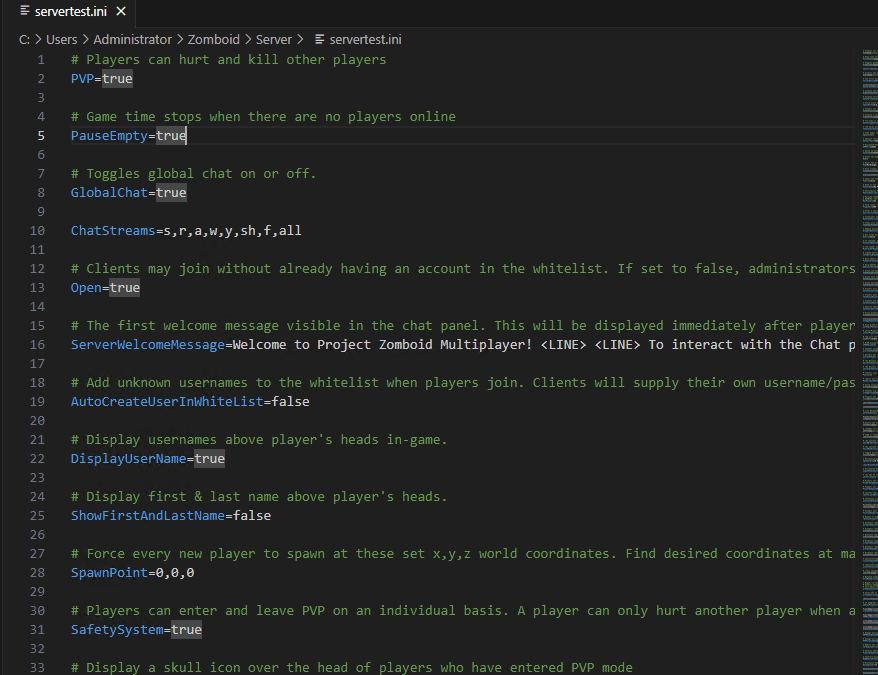 servertest.ini
C: > Users > Administrator > Zomboid > Server > servertest.ini
1 # Players can hurt and kill other players
2 PVP=true
3
4 # Game time stops when there are no players online
5 PauseEmpty=true
6
7 # Toggles global chat on or off.
8 GlobalChat=true
9
10 ChatStreams=s,r,a,w,y,sh,f,all
11
12 # Clients may join without already having an account in the whitelist. If set to false, administrators
13 Open=true
14
15 # The first welcome message visible in the chat panel. This will be displayed immediately after player
16 ServerWelcomeMessage=Welcome to Project Zomboid Multiplayer! <LINE> <LINE> To interact with the Chat p
17
18 # Add unknown usernames to the whitelist when players join. Clients will supply their own username/pas
19 AutoCreateUserInWhiteList=false
20
21 # Display usernames above player's heads in-game.
22 DisplayUserName=true
23
24 # Display first & last name above player's heads.
25 ShowFirstAndLastName=false
26
27 # Force every new player to spawn at these set x,y,z world coordinates. Find desired coordinates at ma
28 SpawnPoint=0,0,0
29
30 # Players can enter and leave PVP on an individual basis. A player can only hurt another player when a
31 SafetySystem=true
32
33 # Display a skull icon over the head of players who have entered PVP mode